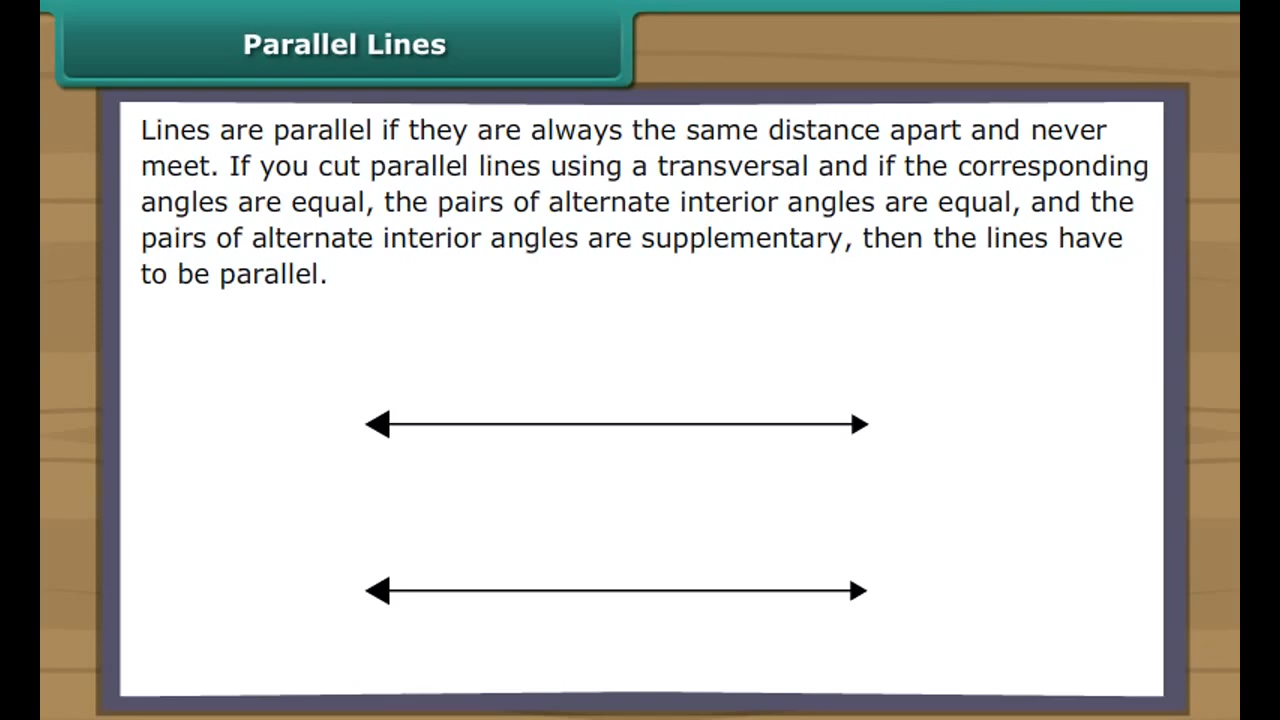 Parallel Lines
Lines are parallel if they are always the same distance apart and never
meet. If you cut parallel lines using a transversal and if the corresponding
angles are equal, the pairs of alternate interior angles are equal, and the
pairs of alternate interior angles are supplementary, then the lines have
to be parallel.